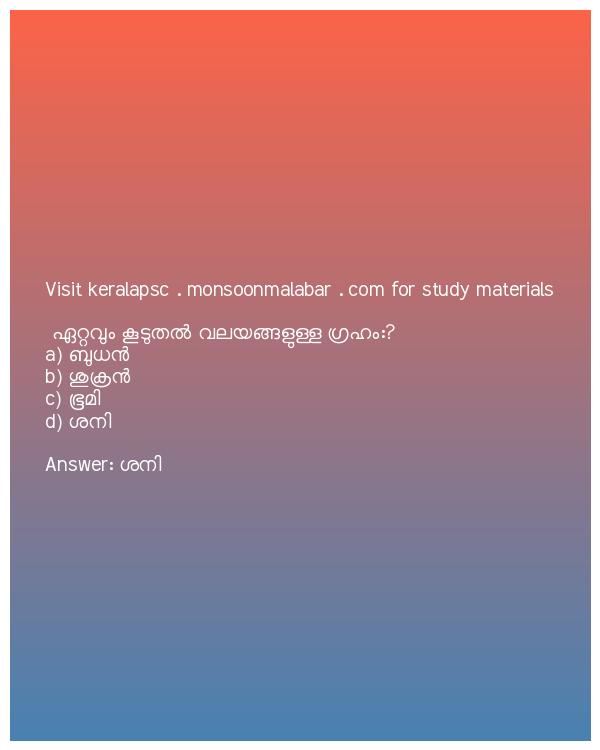 Visit keralapsc . monsoonmalabar . com for study materials
ഏറ്റവും കൂടുതൽ വലയങ്ങളുള്ള ഗ്രഹം:?
a) ബുധൻ
b) ശുക്രൻ
c) ഭൂമി
d) ശനി
Answer: ശനി